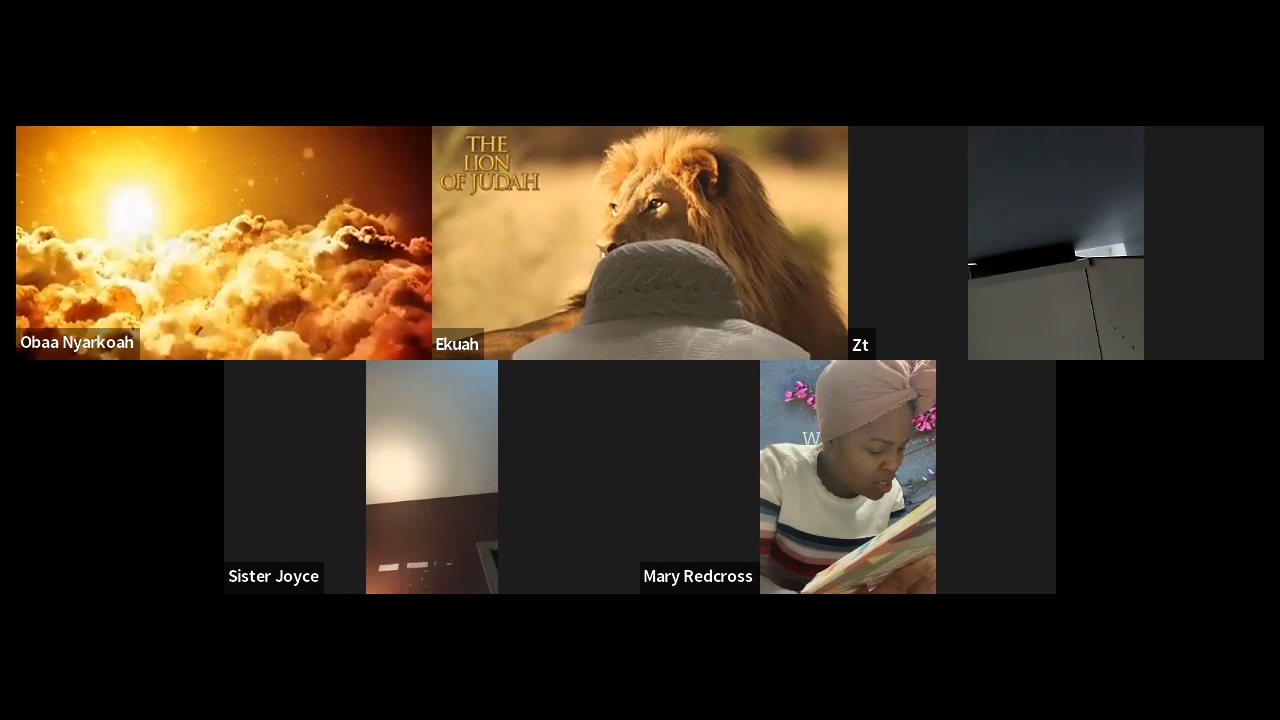 THE
LION
OF JUDAH
Obaa Nyarkoah
Ekuah
Zt
W
Sister Joyce
Mary Redcross